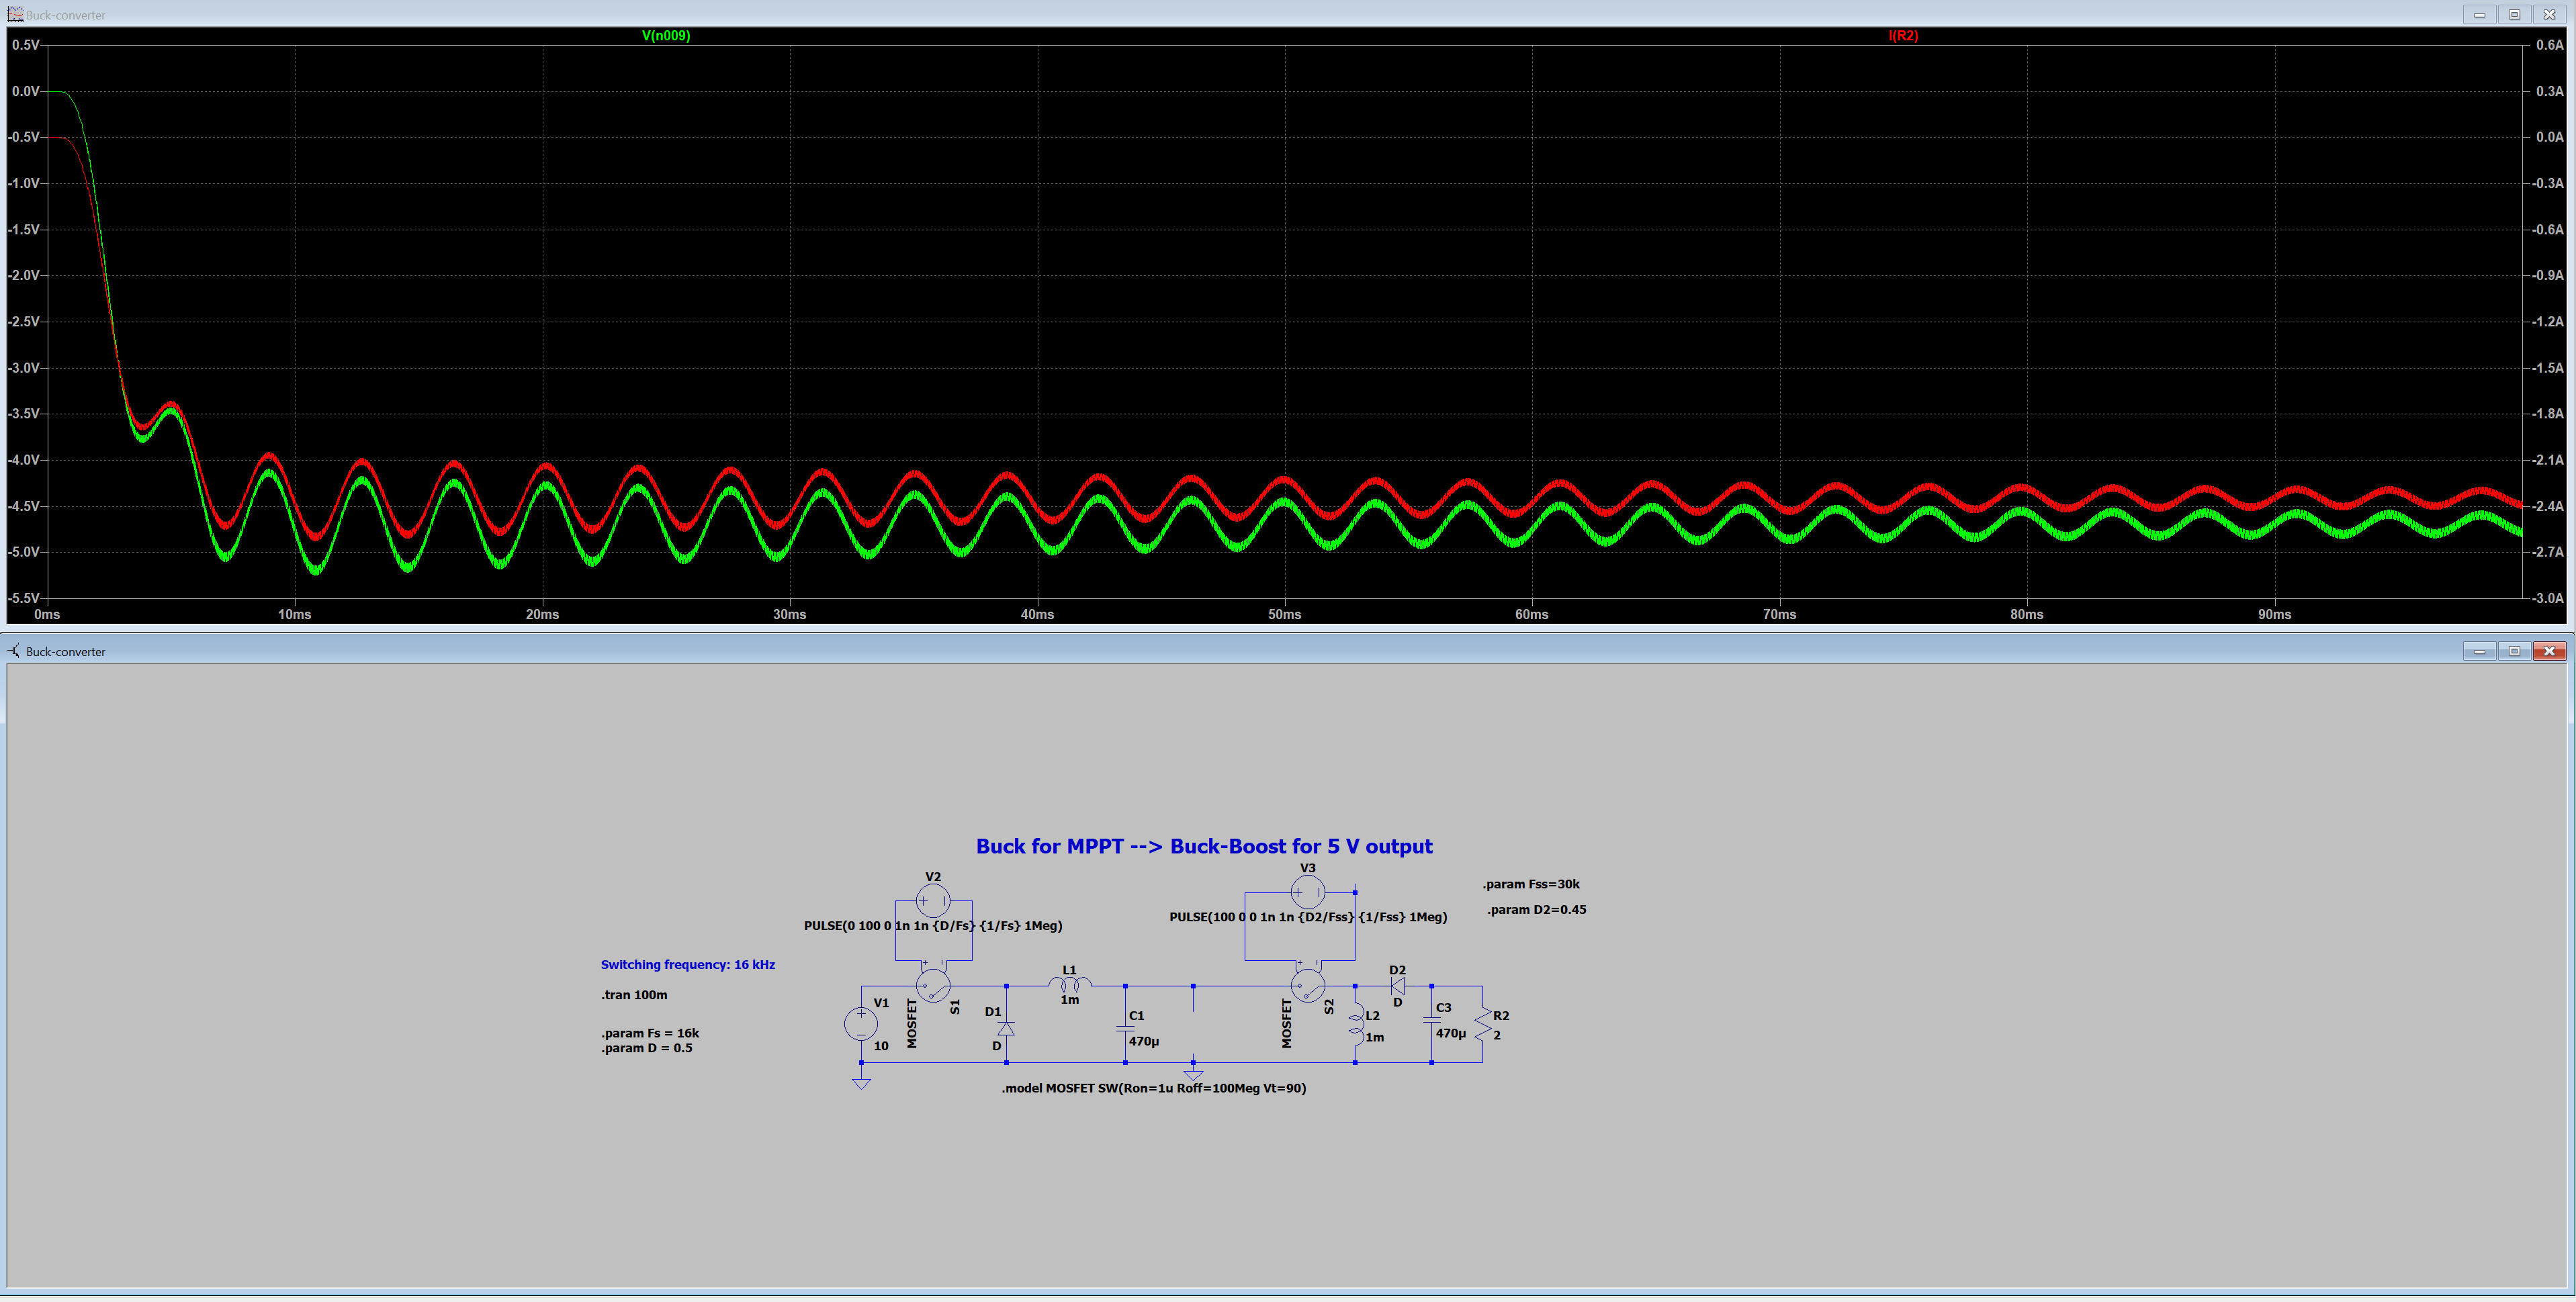 Buck-converter
V(n009) I(R2)
0.5V 0.6A
0.0V 0.3A
-0.5V 0.0A
-1.0V -0.3A
-1.5V -0.6A
-2.0V -0.9A
-2.5V -1.2A
-3.0V -1.5A
-3.5V -1.8A
-4.0V -2.1A
-4.5V -2.4A
-5.0V -2.7A
-5.5V -3.0A
0ms 10ms 20ms 30ms 40ms 50ms 60ms 70ms 80ms 90ms
Buck-converter
Buck for MPPT --> Buck-Boost for 5 V output
V2
PULSE(0 100 0 1n 1n {D/Fs} {1/Fs} 1Meg)
V3
PULSE(100 0 0 1n 1n {D2/Fss} {1/Fss} 1Meg)
.param Fss=30k
.param D2=0.45
Switching frequency: 16 kHz
.tran 100m
.param Fs = 16k
.param D = 0.5
V1
10
MOSFET
S1
D1
D
L1
1m
C1
470µ
MOSFET
S2
L2
1m
D2
D
C3
470µ
R2
2
.model MOSFET SW(Ron=1u Roff=100Meg Vt=90)